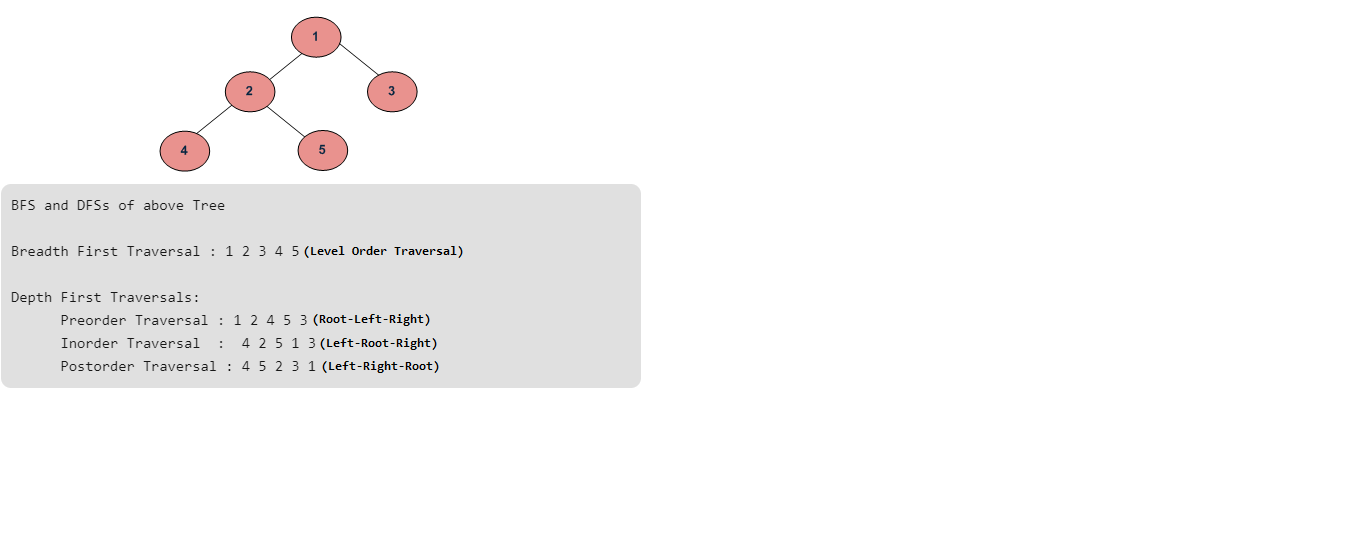 1
2 3
4 5
BFS and DFSs of above Tree
Breadth First Traversal : 1 2 3 4 5 (Level Order Traversal)
Depth First Traversals:
Preorder Traversal : 1 2 4 5 3 (Root-Left-Right)
Inorder Traversal : 4 2 5 1 3 (Left-Root-Right)
Postorder Traversal : 4 5 2 3 1 (Left-Right-Root)